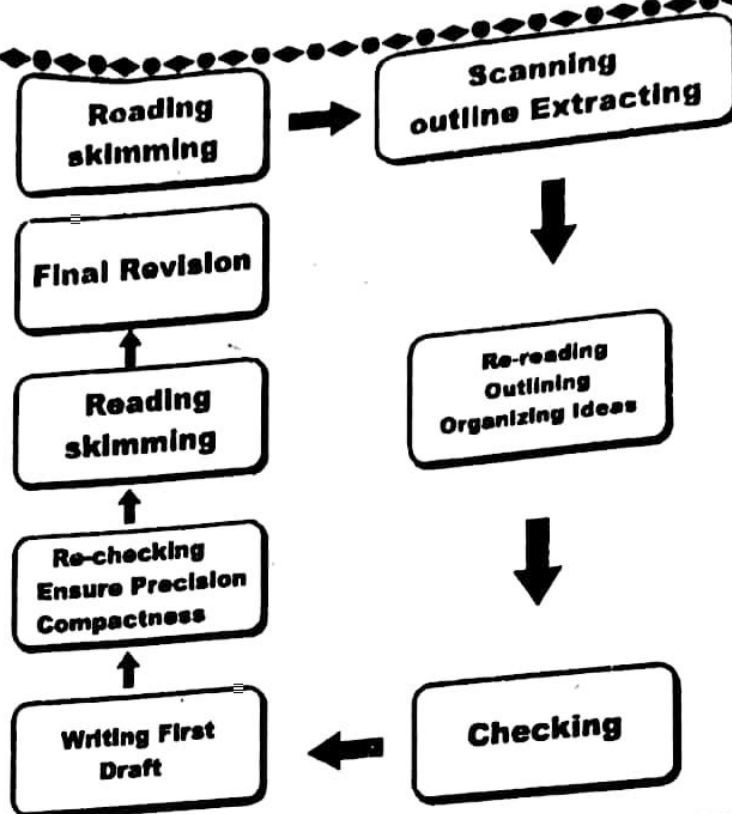 Reading
skimming
Scanning
outline Extracting
Re-reading
Outlining
Organizing Ideas
Checking
Writing First
Draft
Re-checking
Ensure Precision
Compactness
Reading
skimming
Final Revision